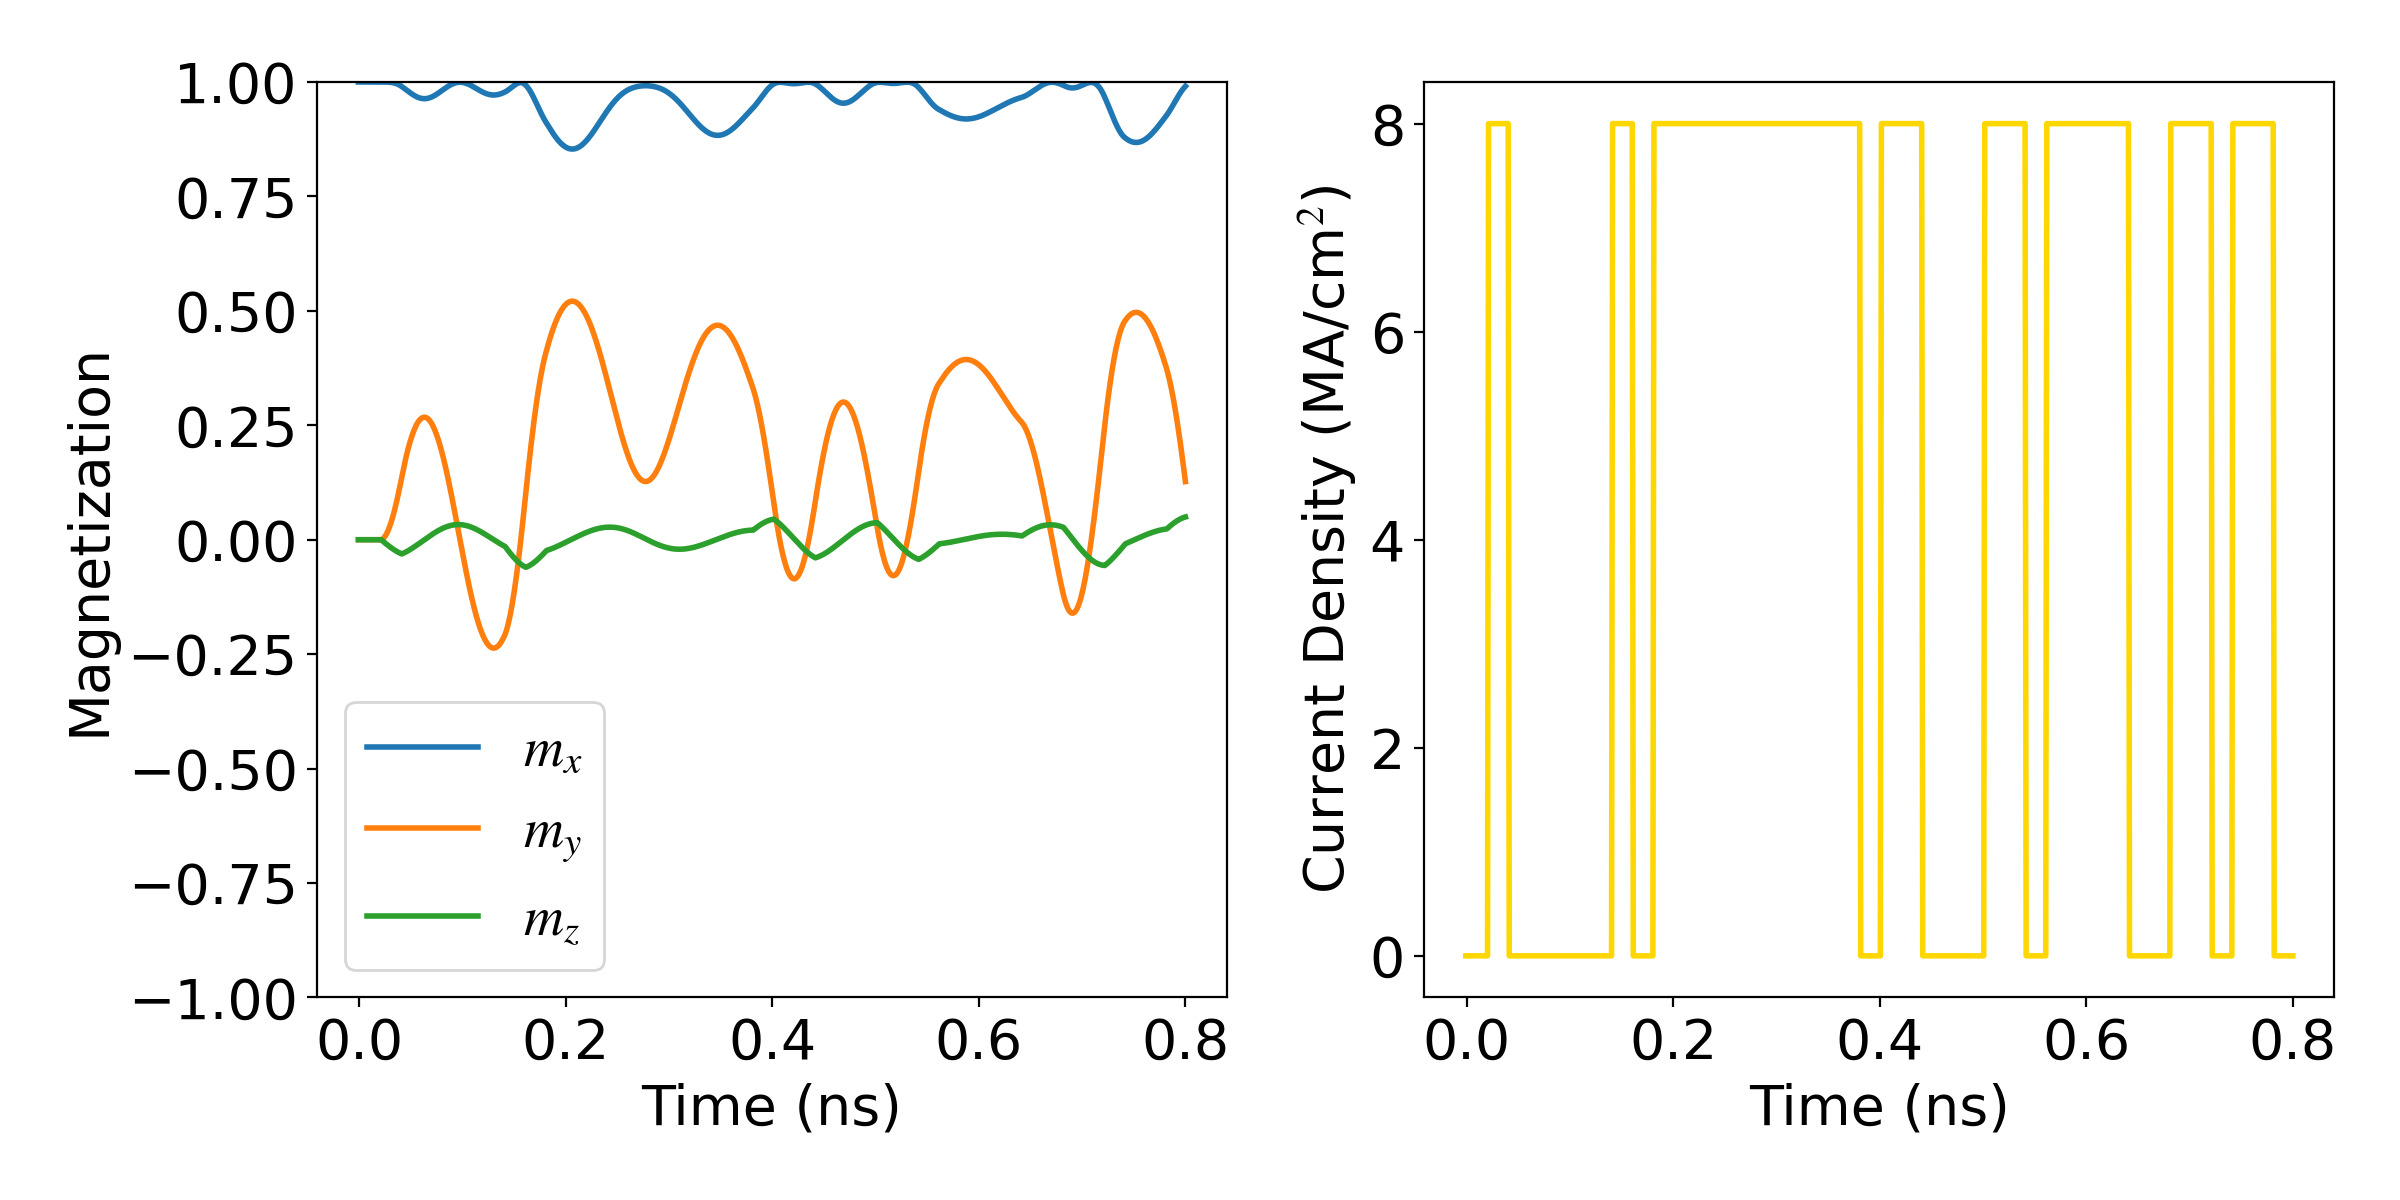 Magnetization
1.00
0.75
0.50
0.25
0.00
−0.25
−0.50
−0.75
−1.00
m_x
m_y
m_z
0.0 0.2 0.4 0.6 0.8
Time (ns)
Current Density (MA/cm²)
8
6
4
2
0
0.0 0.2 0.4 0.6 0.8
Time (ns)